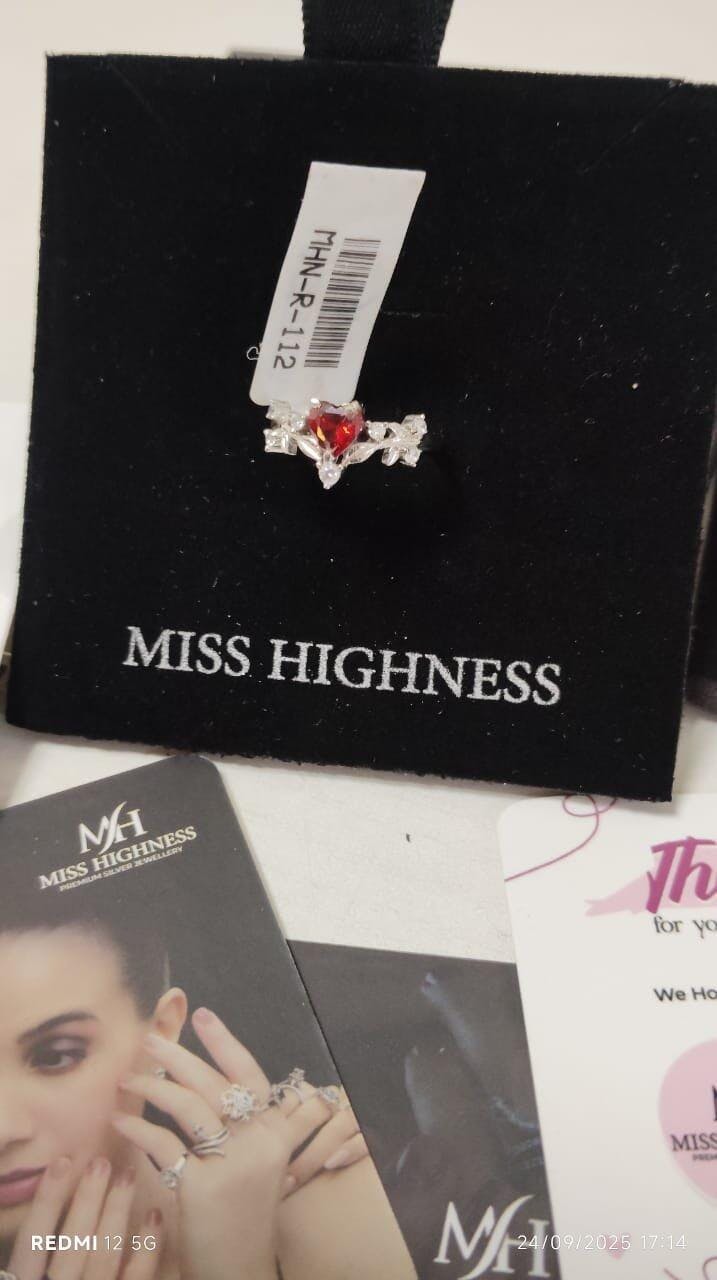 MHN-R-112
MISS HIGHNESS
MH
MISS HIGHNESS
PREMIUM SILVER JEWELLERY
for yo
We Ho
MISS
MH
REDMI 12 5G
24/09/2025 17:14